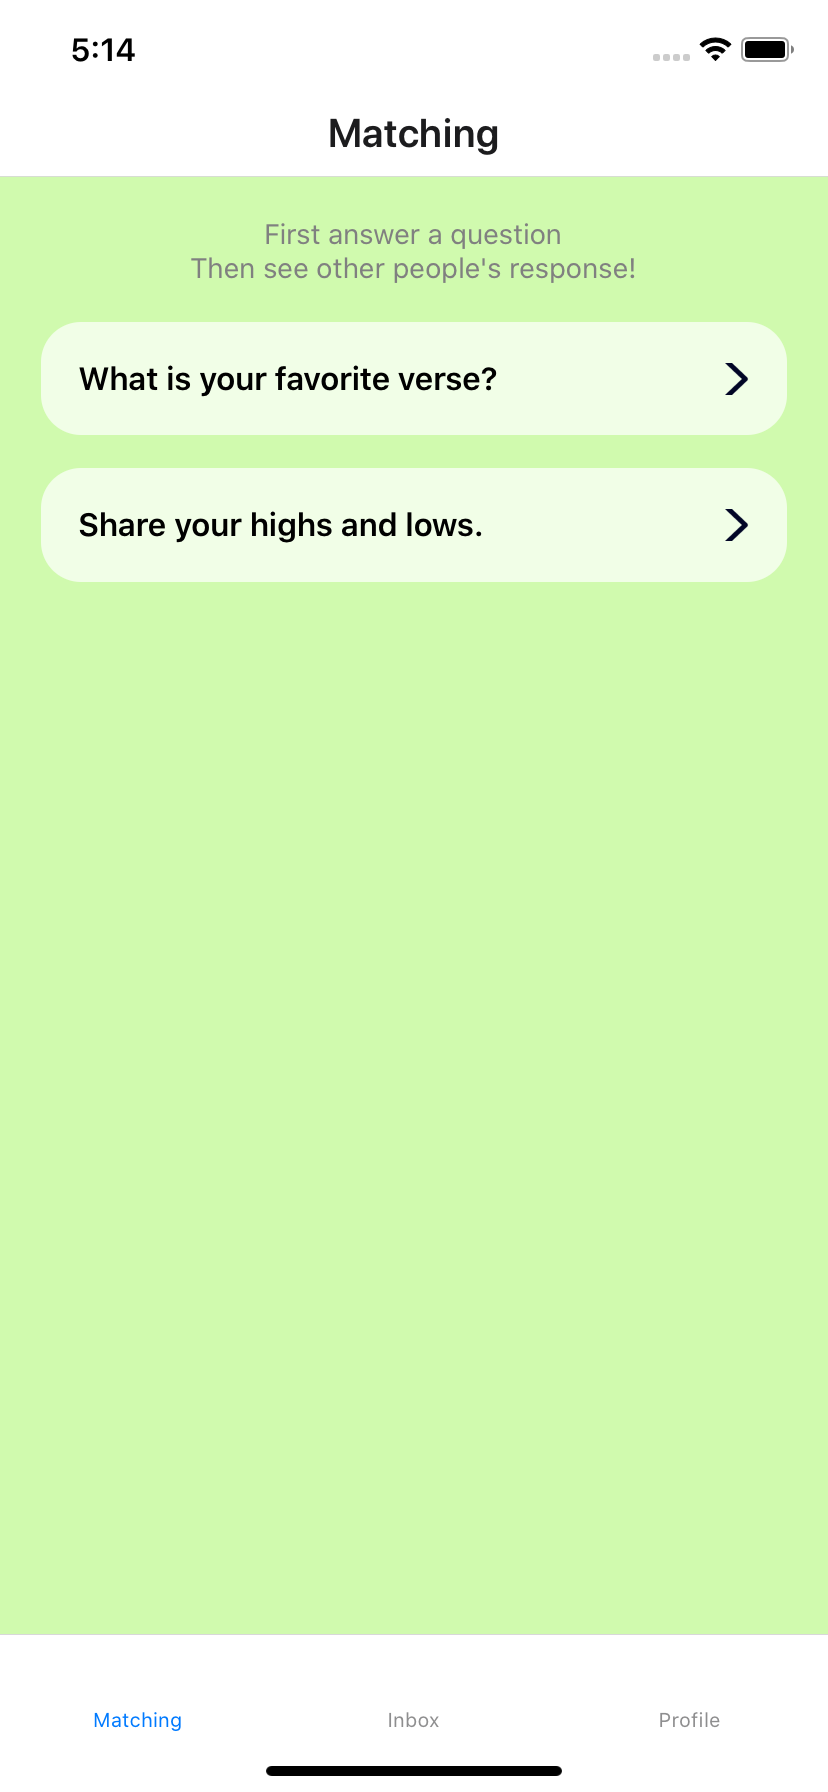 5:14
Matching
First answer a question
Then see other people's response!
What is your favorite verse?
Share your highs and lows.
Matching
Inbox
Profile